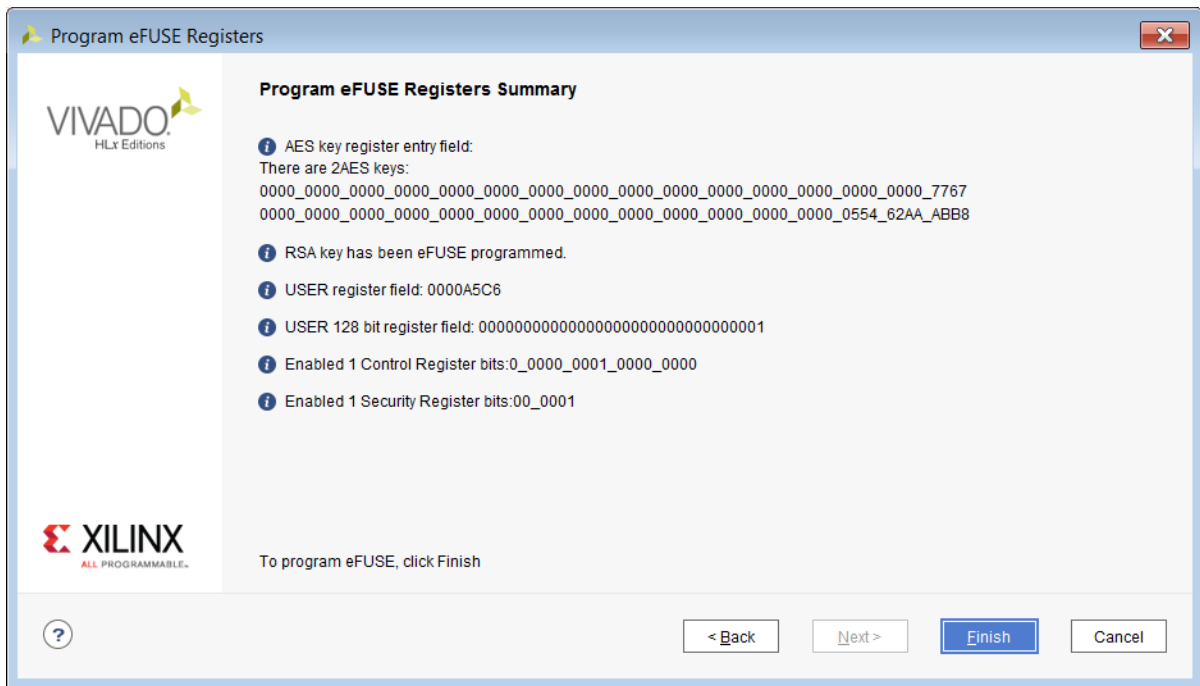 Program eFUSE Registers
VIVADO.
HLx Editions
Program eFUSE Registers Summary
AES key register entry field:
There are 2AES keys:
0000_0000_0000_0000_0000_0000_0000_0000_0000_0000_0000_0000_0000_0000_0000_7767
0000_0000_0000_0000_0000_0000_0000_0000_0000_0000_0000_0000_0000_0554_62AA_ABB8
RSA key has been eFUSE programmed.
USER register field: 0000A5C6
USER 128 bit register field: 00000000000000000000000000000001
Enabled 1 Control Register bits:0_0000_0001_0000_0000
Enabled 1 Security Register bits:00_0001
XILINX
ALL PROGRAMMABLE™
To program eFUSE, click Finish
?
< Back
Next >
Finish
Cancel